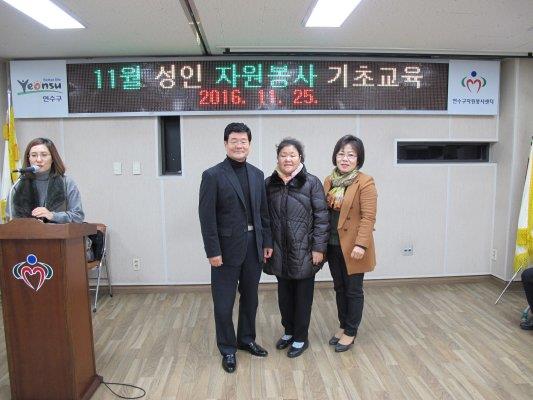 Yeonsu
연수구
11월 성인 자원봉사 기초교육
2016. 11. 25.
연수구자원봉사센터